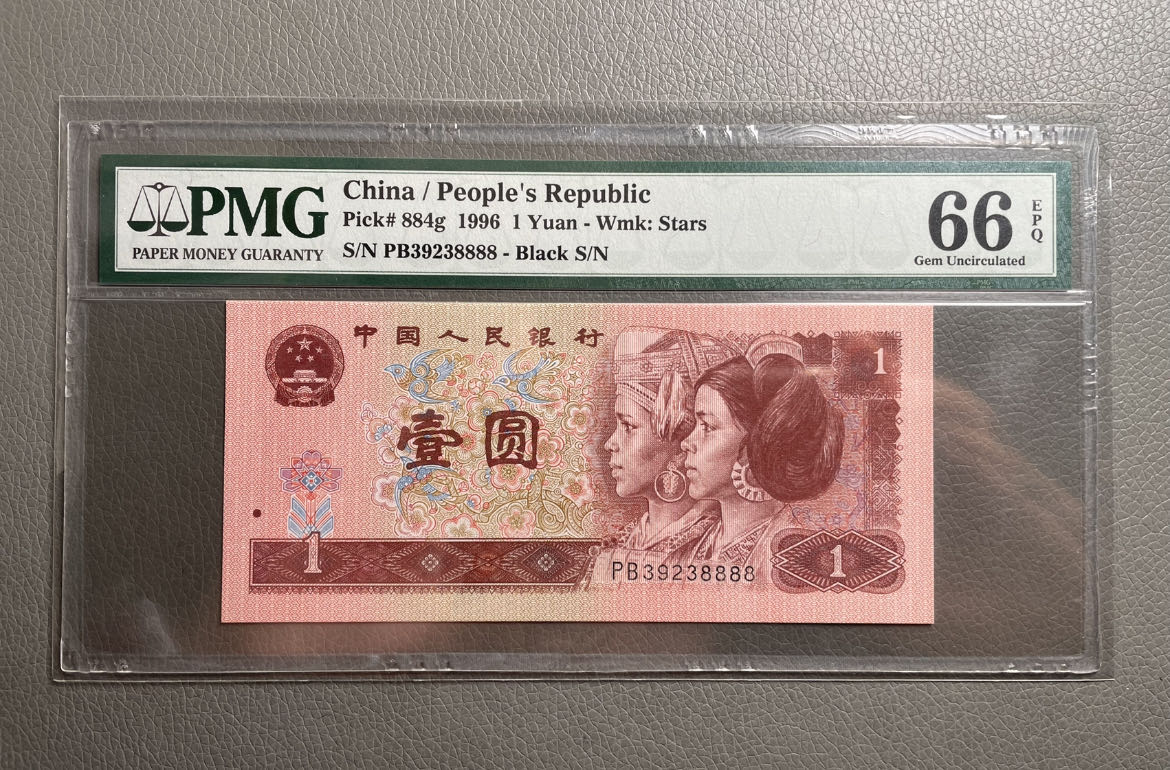 PMG
PAPER MONEY GUARANTY
China / People's Republic
Pick# 884g 1996 1 Yuan - Wmk: Stars
S/N PB39238888 - Black S/N
66
EPQ
Gem Uncirculated
中国人民银行
1
壹圆
1
PB39238888
1